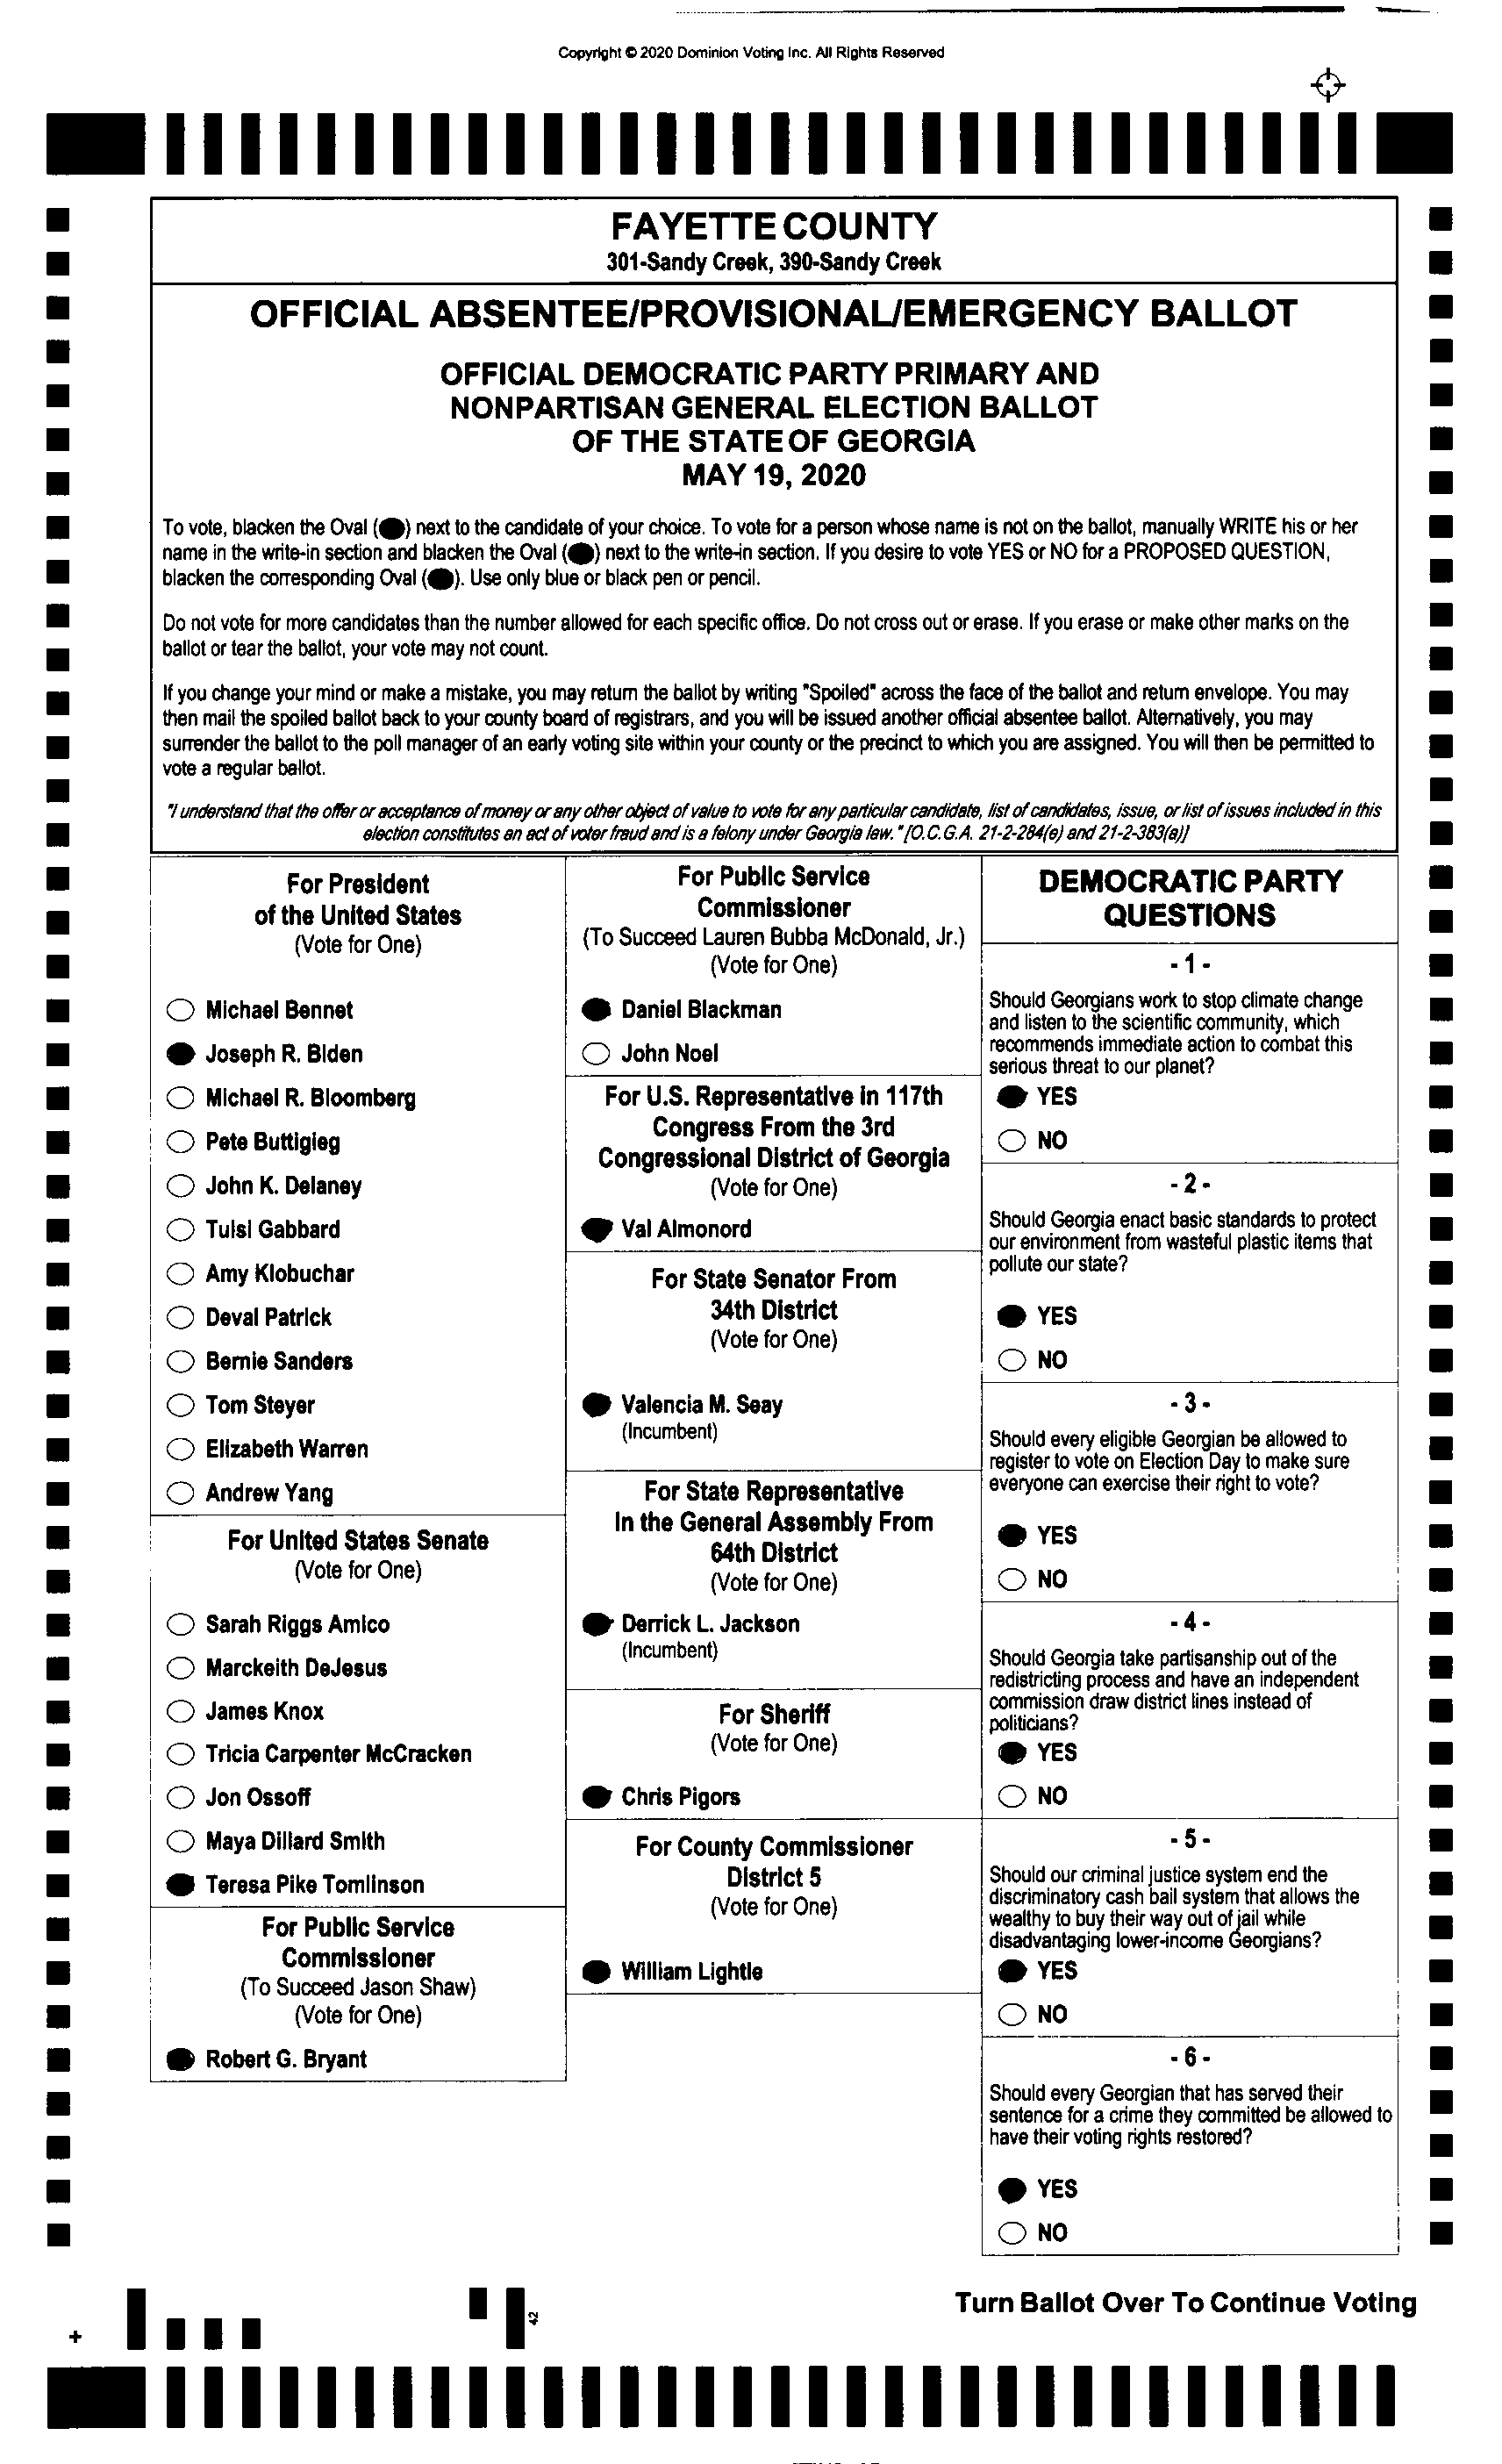 Copyright © 2020 Dominion Voting Inc. All Rights Reserved
FAYETTE COUNTY
301-Sandy Creek, 390-Sandy Creek
OFFICIAL ABSENTEE/PROVISIONAL/EMERGENCY BALLOT
OFFICIAL DEMOCRATIC PARTY PRIMARY AND
NONPARTISAN GENERAL ELECTION BALLOT
OF THE STATE OF GEORGIA
MAY 19, 2020
To vote, blacken the Oval ( ) next to the candidate of your choice. To vote for a person whose name is not on the ballot, manually WRITE his or her
name in the write-in section and blacken the Oval ( ) next to the write-in section. If you desire to vote YES or NO for a PROPOSED QUESTION,
blacken the corresponding Oval ( ). Use only blue or black pen or pencil.
Do not vote for more candidates than the number allowed for each specific office. Do not cross out or erase. If you erase or make other marks on the
ballot or tear the ballot, your vote may not count.
If you change your mind or make a mistake, you may return the ballot by writing "Spoiled" across the face of the ballot and return envelope. You may
then mail the spoiled ballot back to your county board of registrars, and you will be issued another official absentee ballot. Alternatively, you may
surrender the ballot to the poll manager of an early voting site within your county or the precinct to which you are assigned. You will then be permitted to
vote a regular ballot.
"I understand that the offer or acceptance of money or any other object of value to vote for any particular candidate, list of candidates, issue, or list of issues included in this
election constitutes an act of voter fraud and is a felony under Georgia law." [O.C.G.A. 21-2-284(e) and 21-2-383(a)]
For President
of the United States
(Vote for One)
Michael Bennet
Joseph R. Biden
Michael R. Bloomberg
Pete Buttigieg
John K. Delaney
Tulsi Gabbard
Amy Klobuchar
Deval Patrick
Bernie Sanders
Tom Steyer
Elizabeth Warren
Andrew Yang
For United States Senate
(Vote for One)
Sarah Riggs Amico
Marckeith DeJesus
James Knox
Tricia Carpenter McCracken
Jon Ossoff
Maya Dillard Smith
Teresa Pike Tomlinson
For Public Service
Commissioner
(To Succeed Jason Shaw)
(Vote for One)
Robert G. Bryant
For Public Service
Commissioner
(To Succeed Lauren Bubba McDonald, Jr.)
(Vote for One)
Daniel Blackman
John Noel
For U.S. Representative in 117th
Congress From the 3rd
Congressional District of Georgia
(Vote for One)
Val Almonord
For State Senator From
34th District
(Vote for One)
Valencia M. Seay
(Incumbent)
For State Representative
In the General Assembly From
64th District
(Vote for One)
Derrick L. Jackson
(Incumbent)
For Sheriff
(Vote for One)
Chris Pigors
For County Commissioner
District 5
(Vote for One)
William Lightle
DEMOCRATIC PARTY
QUESTIONS
- 1 -
Should Georgians work to stop climate change
and listen to the scientific community, which
recommends immediate action to combat this
serious threat to our planet?
YES
NO
- 2 -
Should Georgia enact basic standards to protect
our environment from wasteful plastic items that
pollute our state?
YES
NO
- 3 -
Should every eligible Georgian be allowed to
register to vote on Election Day to make sure
everyone can exercise their right to vote?
YES
NO
- 4 -
Should Georgia take partisanship out of the
redistricting process and have an independent
commission draw district lines instead of
politicians?
YES
NO
- 5 -
Should our criminal justice system end the
discriminatory cash bail system that allows the
wealthy to buy their way out of jail while
disadvantaging lower-income Georgians?
YES
NO
- 6 -
Should every Georgian that has served their
sentence for a crime they committed be allowed to
have their voting rights restored?
YES
NO
Turn Ballot Over To Continue Voting
42